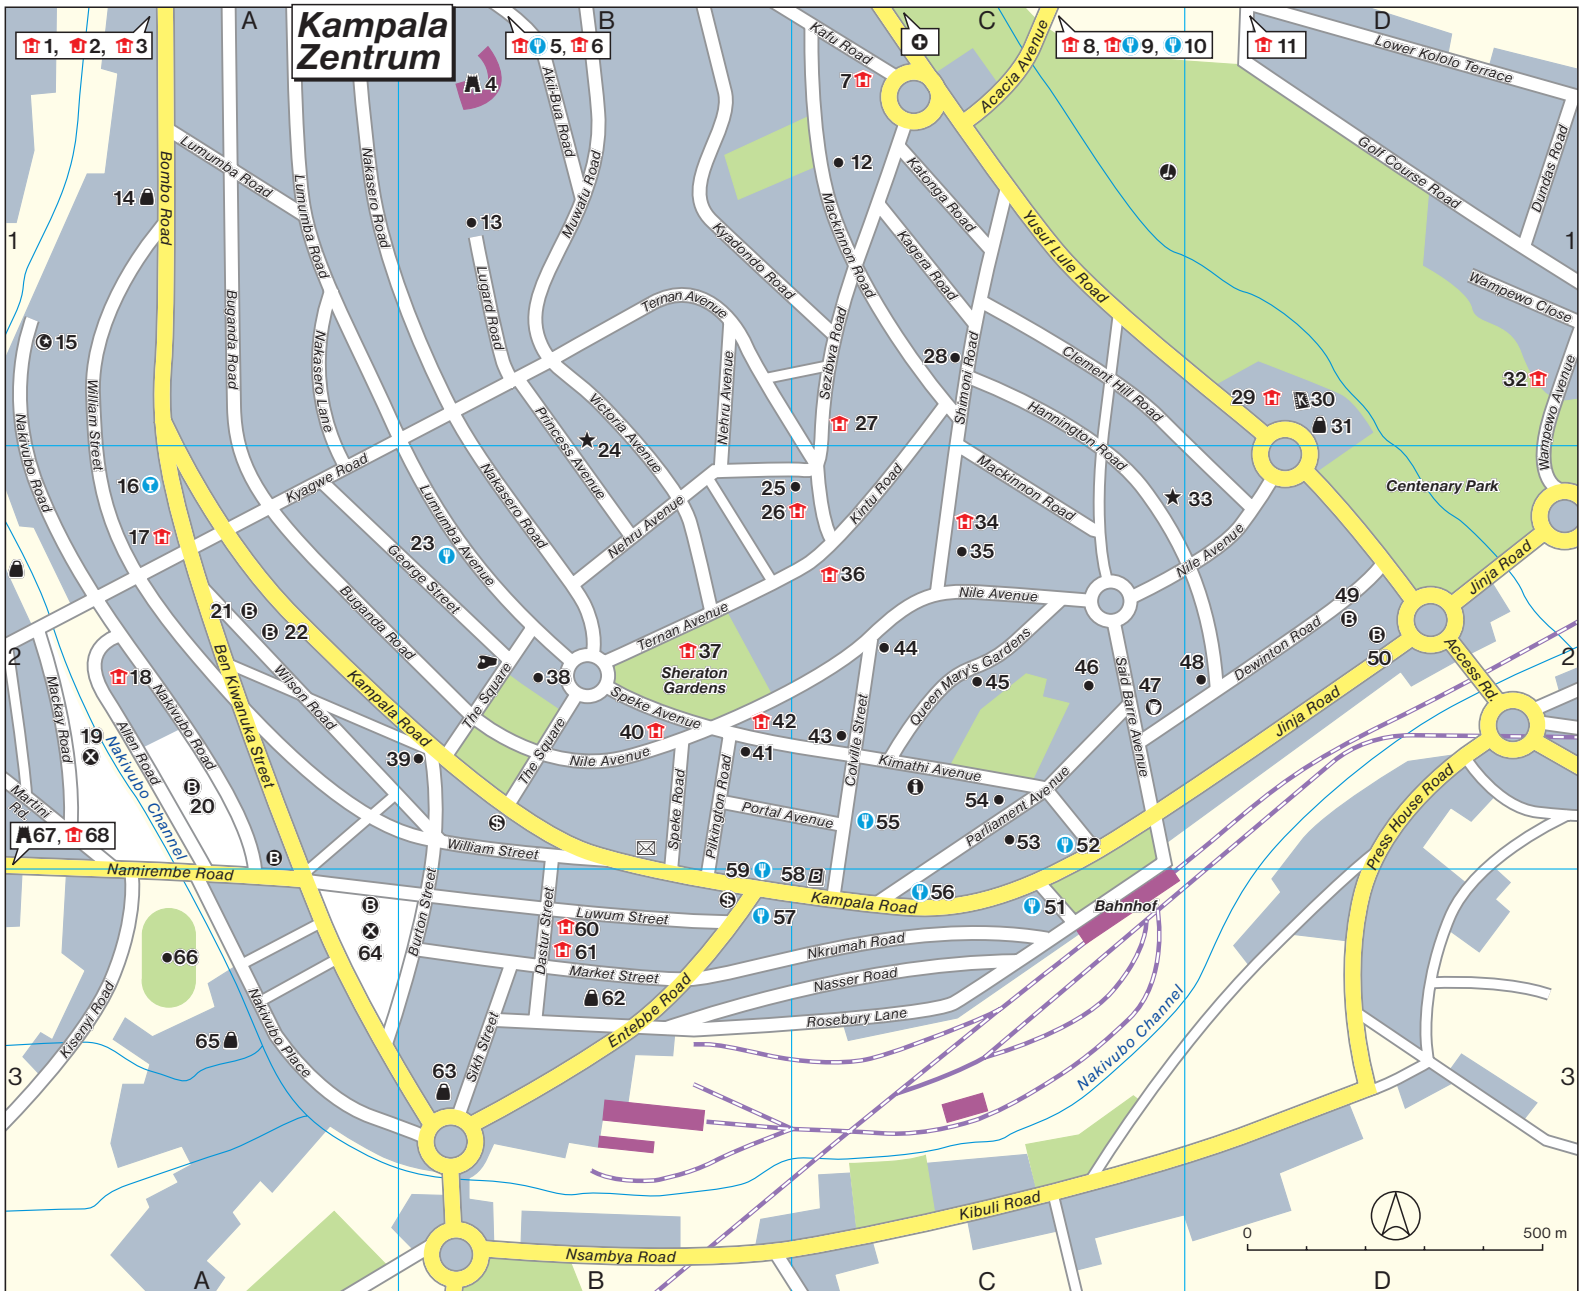 A
B
C
D
Kampala
Zentrum
1, 2, 3
5, 6
8, 9, 10
11
4
7
12
13
14
15
16
17
18
19
20
21
22
23
24
25
26
27
28
29
30
31
32
33
34
35
36
37
38
39
40
41
42
43
44
45
46
47
48
49
50
51
52
53
54
55
56
57
58
59
60
61
62
63
64
65
66
67, 68
1
1
2
2
3
3
Kafu Road
Acacia Avenue
Lower Kololo Terrace
Golf Course Road
Dundas Road
Wampewo Close
Wampewo Avenue
Bombo Road
Lumumba Road
Lumumba Road
Nakasero Road
Akii-Bua Road
Muwafu Road
Lugard Road
Kyadondo Road
Mackinnon Road
Katonga Road
Kagera Road
Yusuf Lule Road
Ternan Avenue
Buganda Road
Nakasero Lane
William Street
Nakivubo Road
Kyagwe Road
Nehru Avenue
Sezibwa Road
Shimoni Road
Clement Hill Road
Hannington Road
Victoria Avenue
Princess Avenue
Nakasero Road
Lumumba Avenue
George Street
Buganda Road
Nehru Avenue
Kintu Road
Mackinnon Road
Nile Avenue
Nile Avenue
Centenary Park
Jinja Road
Access Rd.
Dewinton Road
Ternan Avenue
Sheraton
Gardens
Speke Avenue
The Square
The Square
Nile Avenue
Queen Mary's Gardens
Said Barre Avenue
Colville Street
Kimathi Avenue
Parliament Avenue
Portal Avenue
Speke Road
Pilkington Road
Kampala Road
Ben Kiwanuka Street
Wilson Road
Mackay Road
Allen Road
Nakivubo Road
Nakivubo Channel
Martini
Rd.
Namirembe Road
William Street
Jinja Road
Press House Road
Kampala Road
Bahnhof
Luwum Street
Dastur Street
Burton Street
Market Street
Nkrumah Road
Nasser Road
Rosebury Lane
Entebbe Road
Sikh Street
Nakivubo Place
Kisenyi Road
Nakivubo Channel
Kibuli Road
Nsambya Road
0
500 m
B
B
B
B
B
B
B
B
S
S
i
K
A
B
C
D